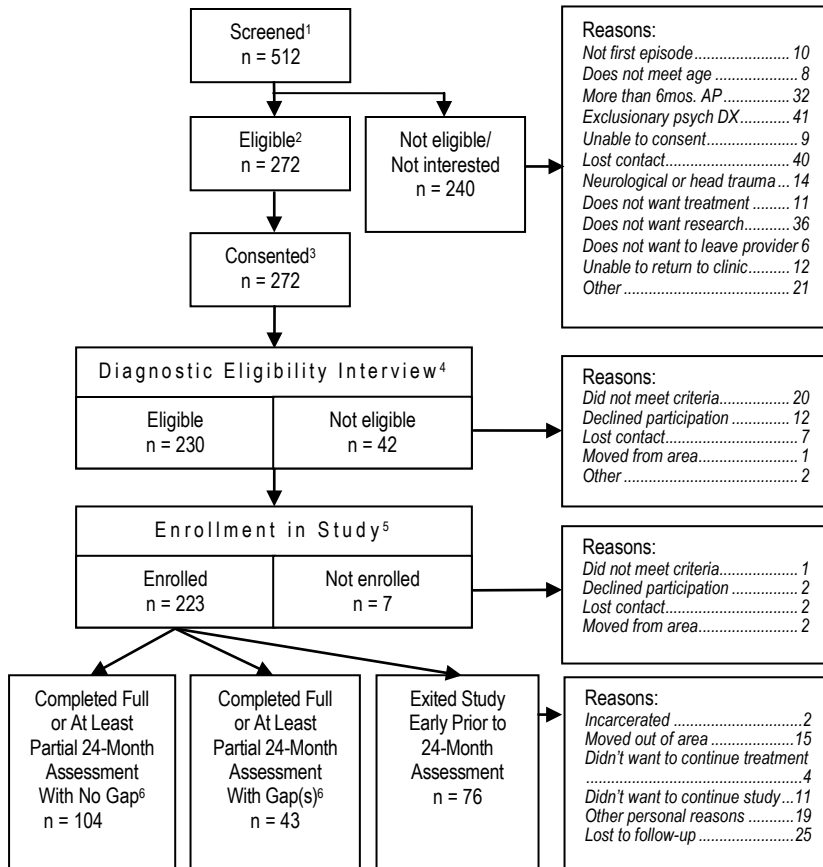 Screened¹
n = 512
Reasons:
Not first episode....................10
Does not meet age ................8
More than 6mos. AP.............32
Exclusionary psych DX.........41
Unable to consent..................9
Lost contact..........................40
Neurological or head trauma..14
Does not want treatment ......11
Does not want research .......36
Does not want to leave provider 6
Unable to return to clinic.......12
Other ....................................21
Eligible²
n = 272
Not eligible/
Not interested
n = 240
Consented³
n = 272
Diagnostic Eligibility Interview⁴
Eligible
n = 230
Not eligible
n = 42
Reasons:
Did not meet criteria..............20
Declined participation ...........12
Lost contact............................7
Moved from area....................1
Other .....................................2
Enrollment in Study⁵
Enrolled
n = 223
Not enrolled
n = 7
Reasons:
Did not meet criteria................1
Declined participation .............2
Lost contact............................2
Moved from area....................2
Completed Full
or At Least
Partial 24-Month
Assessment
With No Gap⁶
n = 104
Completed Full
or At Least
Partial 24-Month
Assessment
With Gap(s)⁶
n = 43
Exited Study
Early Prior to
24-Month
Assessment
n = 76
Reasons:
Incarcerated ...........................2
Moved out of area .................15
Didn't want to continue treatment
................................................4
Didn't want to continue study...11
Other personal reasons .........19
Lost to follow-up....................25